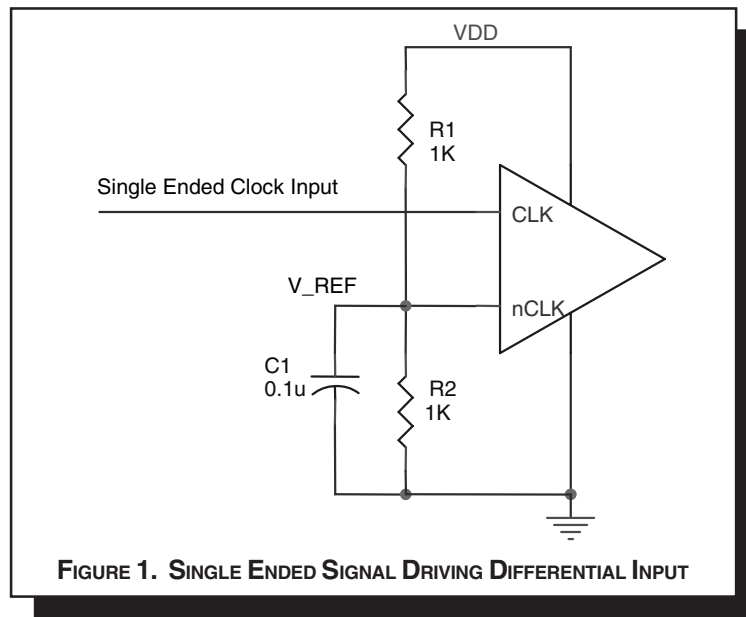 VDD
R1
1K
Single Ended Clock Input
CLK
V_REF
nCLK
C1
0.1u
R2
1K
FIGURE 1. SINGLE ENDED SIGNAL DRIVING DIFFERENTIAL INPUT